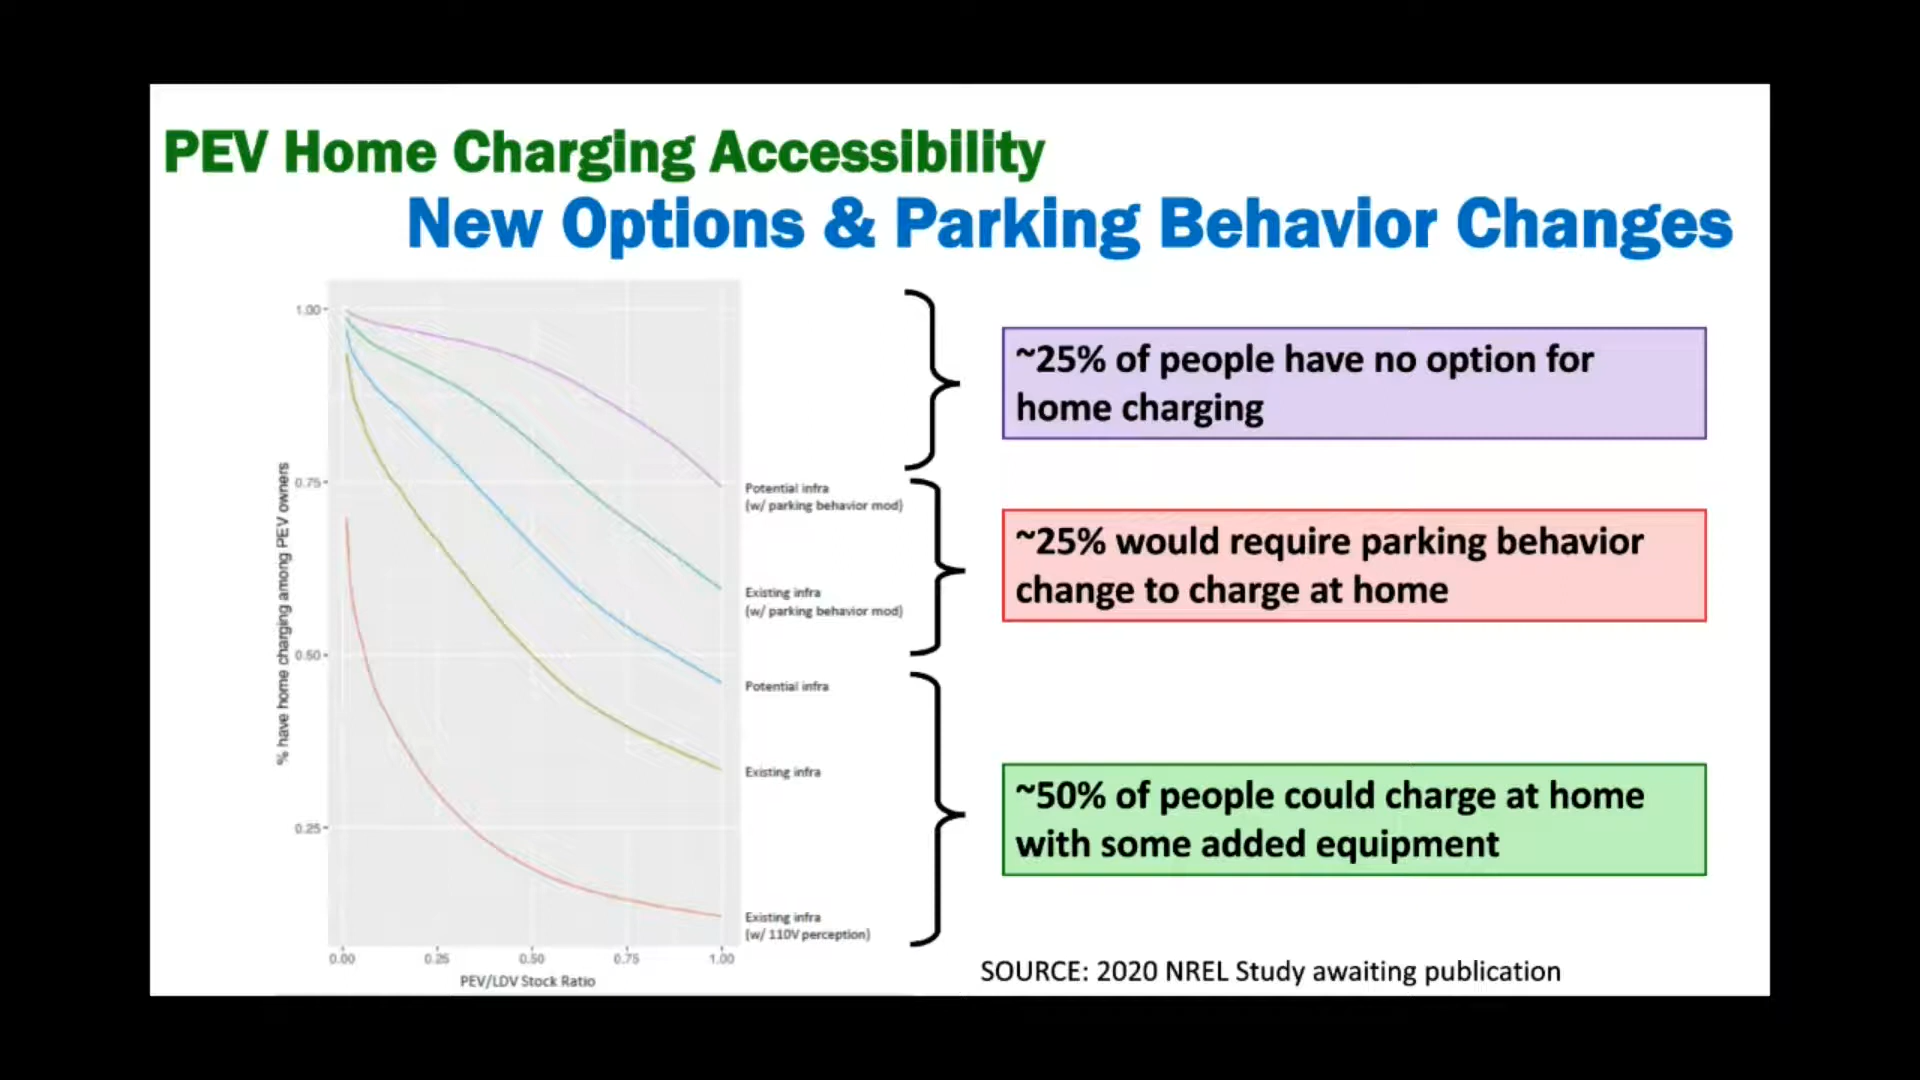 PEV Home Charging Accessibility
New Options & Parking Behavior Changes
% have home charging among PEV owners
1.00
0.75
0.50
0.25
0.00
0.25
0.50
0.75
1.00
PEV/LDV Stock Ratio
Potential infra
(w/ parking behavior mod)
Existing infra
(w/ parking behavior mod)
Potential infra
Existing infra
Existing infra
(w/ 110V perception)
~25% of people have no option for
home charging
~25% would require parking behavior
change to charge at home
~50% of people could charge at home
with some added equipment
SOURCE: 2020 NREL Study awaiting publication